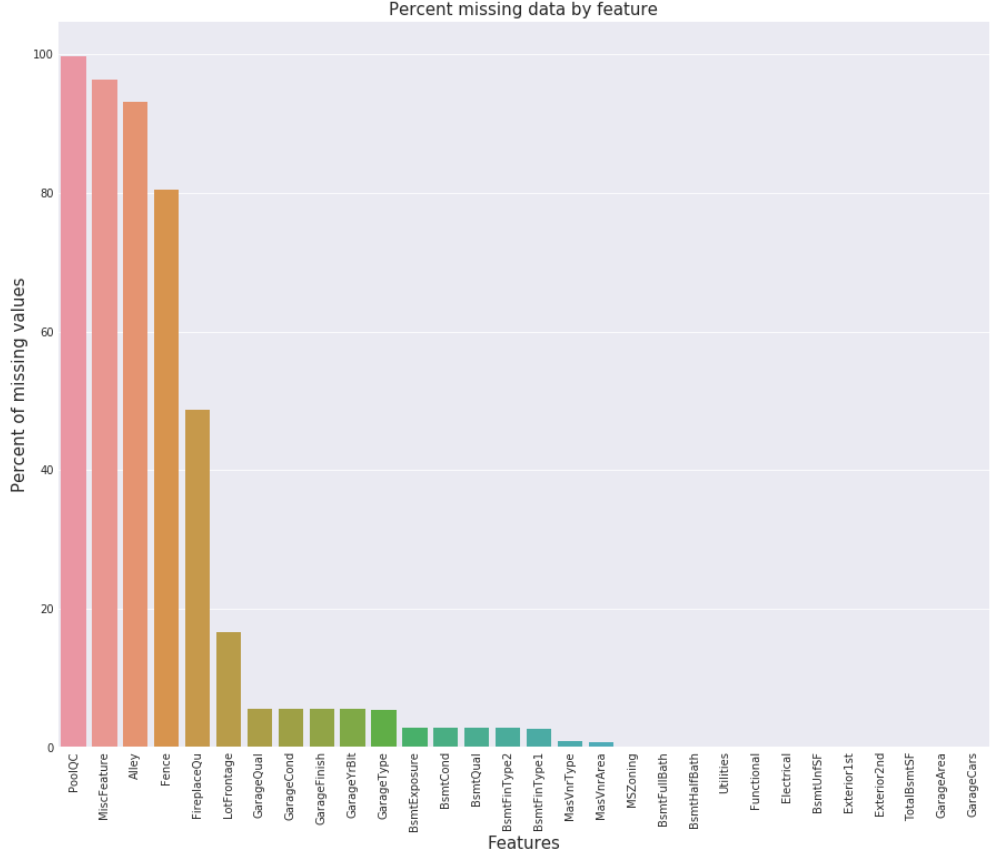 Percent missing data by feature
Percent of missing values
100
80
60
40
20
0
PoolQC
MiscFeature
Alley
Fence
FireplaceQu
LotFrontage
GarageQual
GarageCond
GarageFinish
GarageYrBlt
GarageType
BsmtExposure
BsmtCond
BsmtQual
BsmtFinType2
BsmtFinType1
MasVnrType
MasVnrArea
MSZoning
BsmtFullBath
BsmtHalfBath
Utilities
Functional
Electrical
BsmtUnfSF
Exterior1st
Exterior2nd
TotalBsmtSF
GarageArea
GarageCars
Features